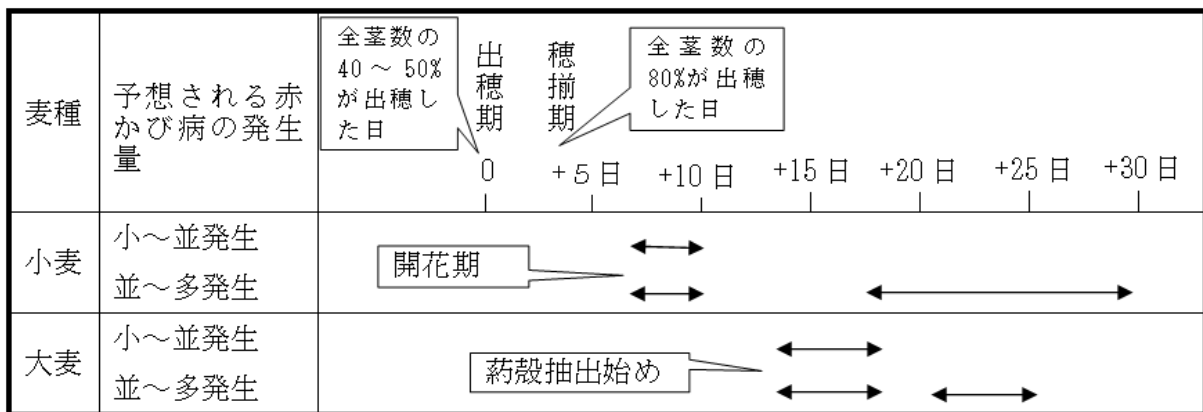 麦種
予想される赤
かび病の発生
量
全茎数の
40～50%
が出穂し
た日
出穂期
穂揃期
全茎数の
80%が出穂
した日
0
+5日
+10日
+15日
+20日
+25日
+30日
小麦
小～並発生
並～多発生
開花期
大麦
小～並発生
並～多発生
葯殻抽出始め